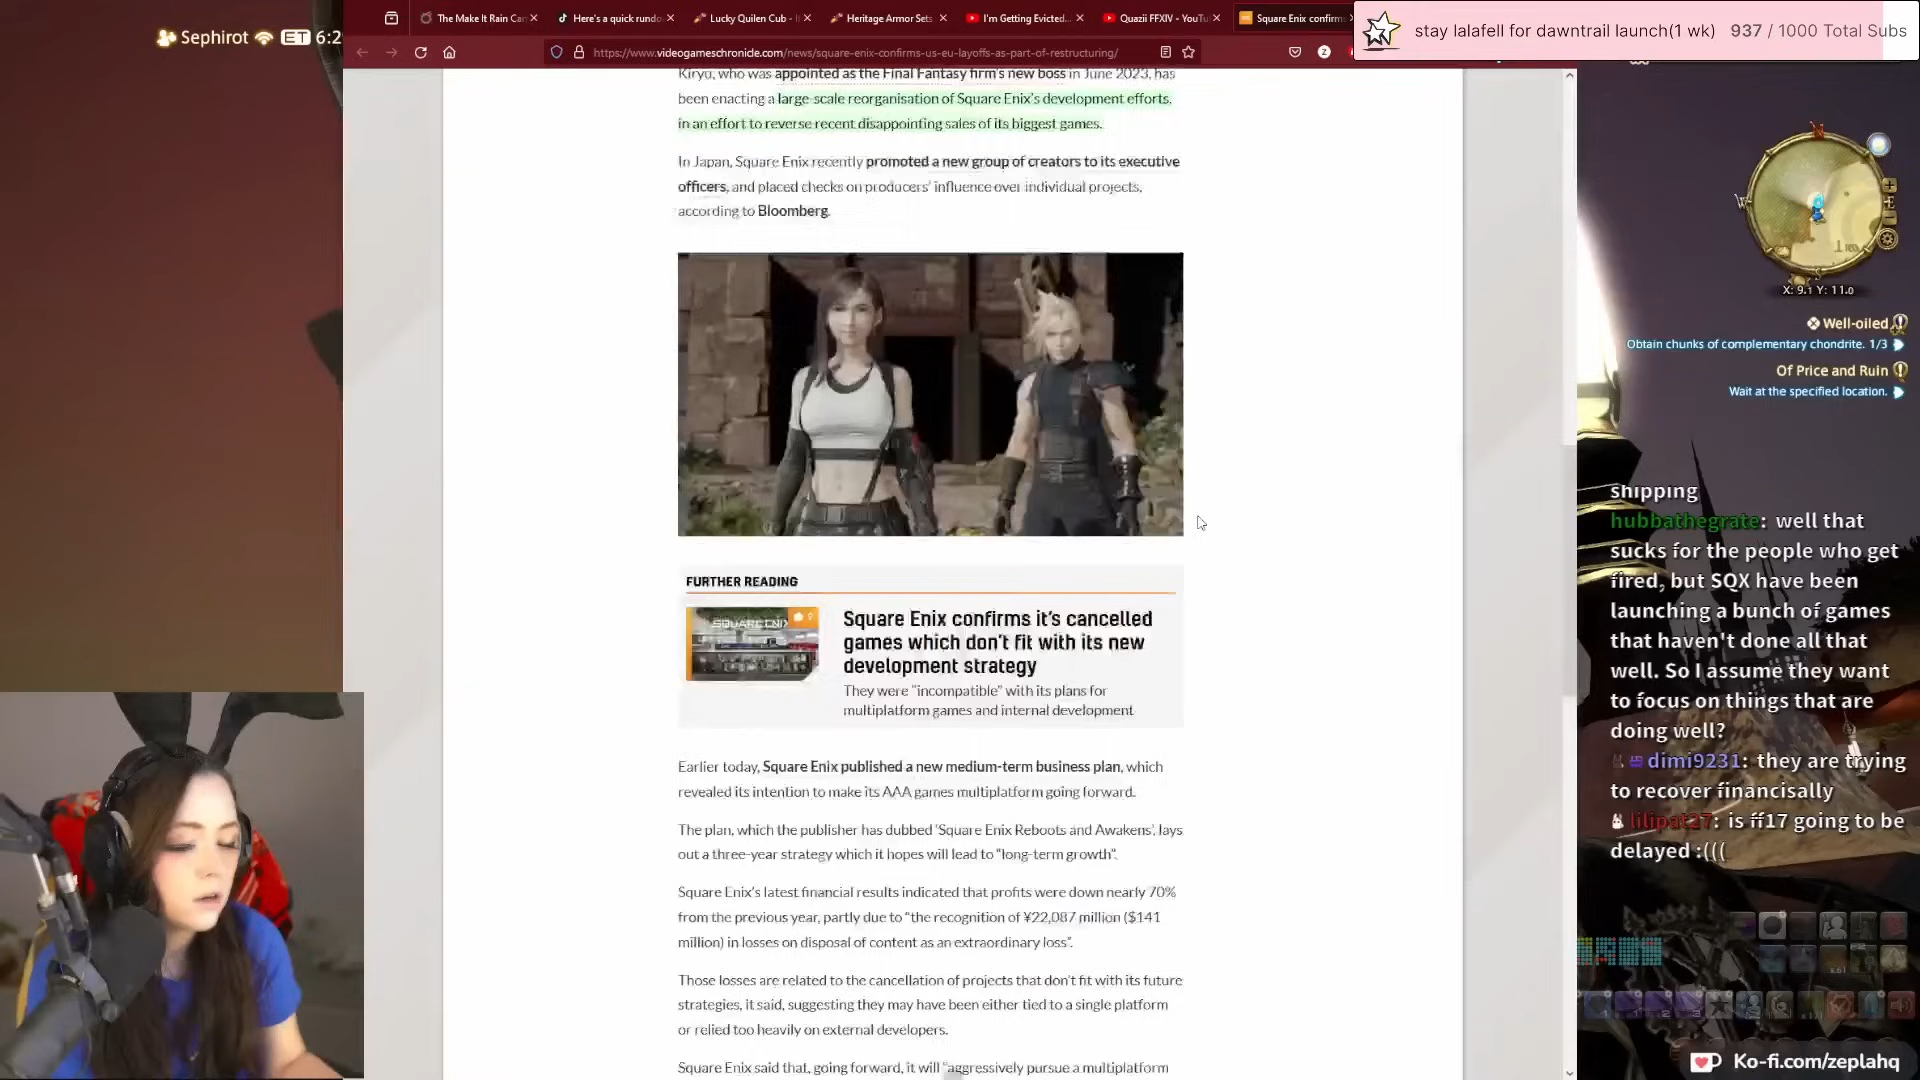 Sephirot ET 6:2
The Make It Rain Can
Here's a quick rundo
Lucky Quilen Cub - I
Heritage Armor Sets
I'm Getting Evicted...
Quazii FFXIV - YouTu
Square Enix confirms
https://www.videogameschronicle.com/news/square-enix-confirms-us-eu-layoffs-as-part-of-restructuring/
stay lalafell for dawntrail launch(1 wk) 937 / 1000 Total Subs
Kiryu, who was appointed as the Final Fantasy firm's new boss in June 2023, has
been enacting a large-scale reorganisation of Square Enix's development efforts,
in an effort to reverse recent disappointing sales of its biggest games.
In Japan, Square Enix recently promoted a new group of creators to its executive
officers, and placed checks on producers' influence over individual projects,
according to Bloomberg.
FURTHER READING
SQUARE ENIX
9
Square Enix confirms it's cancelled
games which don't fit with its new
development strategy
They were "incompatible" with its plans for
multiplatform games and internal development
Earlier today, Square Enix published a new medium-term business plan, which
revealed its intention to make its AAA games multiplatform going forward.
The plan, which the publisher has dubbed 'Square Enix Reboots and Awakens', lays
out a three-year strategy which it hopes will lead to "long-term growth".
Square Enix's latest financial results indicated that profits were down nearly 70%
from the previous year, partly due to "the recognition of ¥22,087 million ($141
million) in losses on disposal of content as an extraordinary loss".
Those losses are related to the cancellation of projects that don't fit with its future
strategies, it said, suggesting they may have been either tied to a single platform
or relied too heavily on external developers.
Square Enix said that, going forward, it will "aggressively pursue a multiplatform
N
W
E
S
X: 9.1 Y: 11.0
Well-oiled
Obtain chunks of complementary chondrite. 1/3
Of Price and Ruin
Wait at the specified location.
shipping
hubbathegrate: well that
sucks for the people who get
fired, but SQX have been
launching a bunch of games
that haven't done all that
well. So I assume they want
to focus on things that are
doing well?
dimi9231: they are trying
to recover financisally
lilipat27: is ff17 going to be
delayed :(((
Ko-fi.com/zeplahq